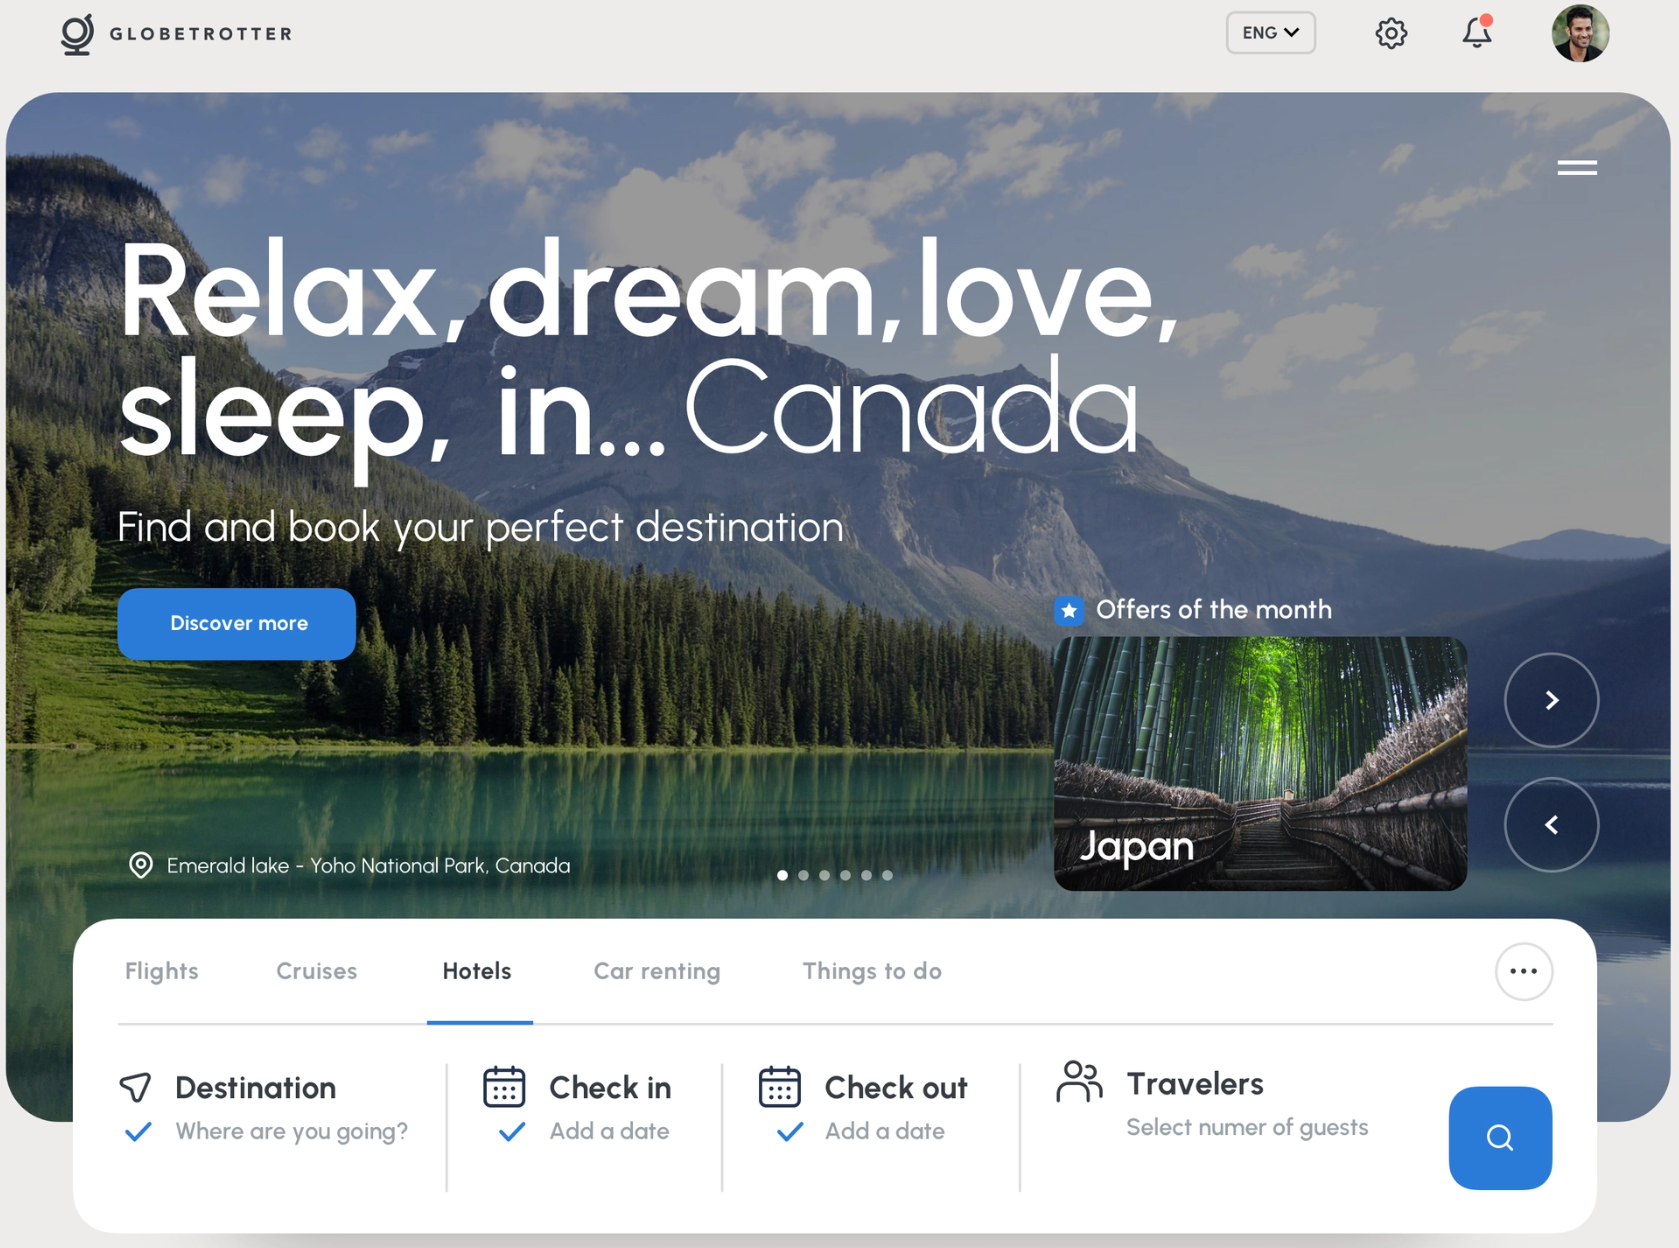 GLOBETROTTER
ENG
Relax, dream, love,
sleep, in... Canada
Find and book your perfect destination
Discover more
Offers of the month
Japan
Emerald lake - Yoho National Park, Canada
Flights
Cruises
Hotels
Car renting
Things to do
Destination
Where are you going?
Check in
Add a date
Check out
Add a date
Travelers
Select numer of guests